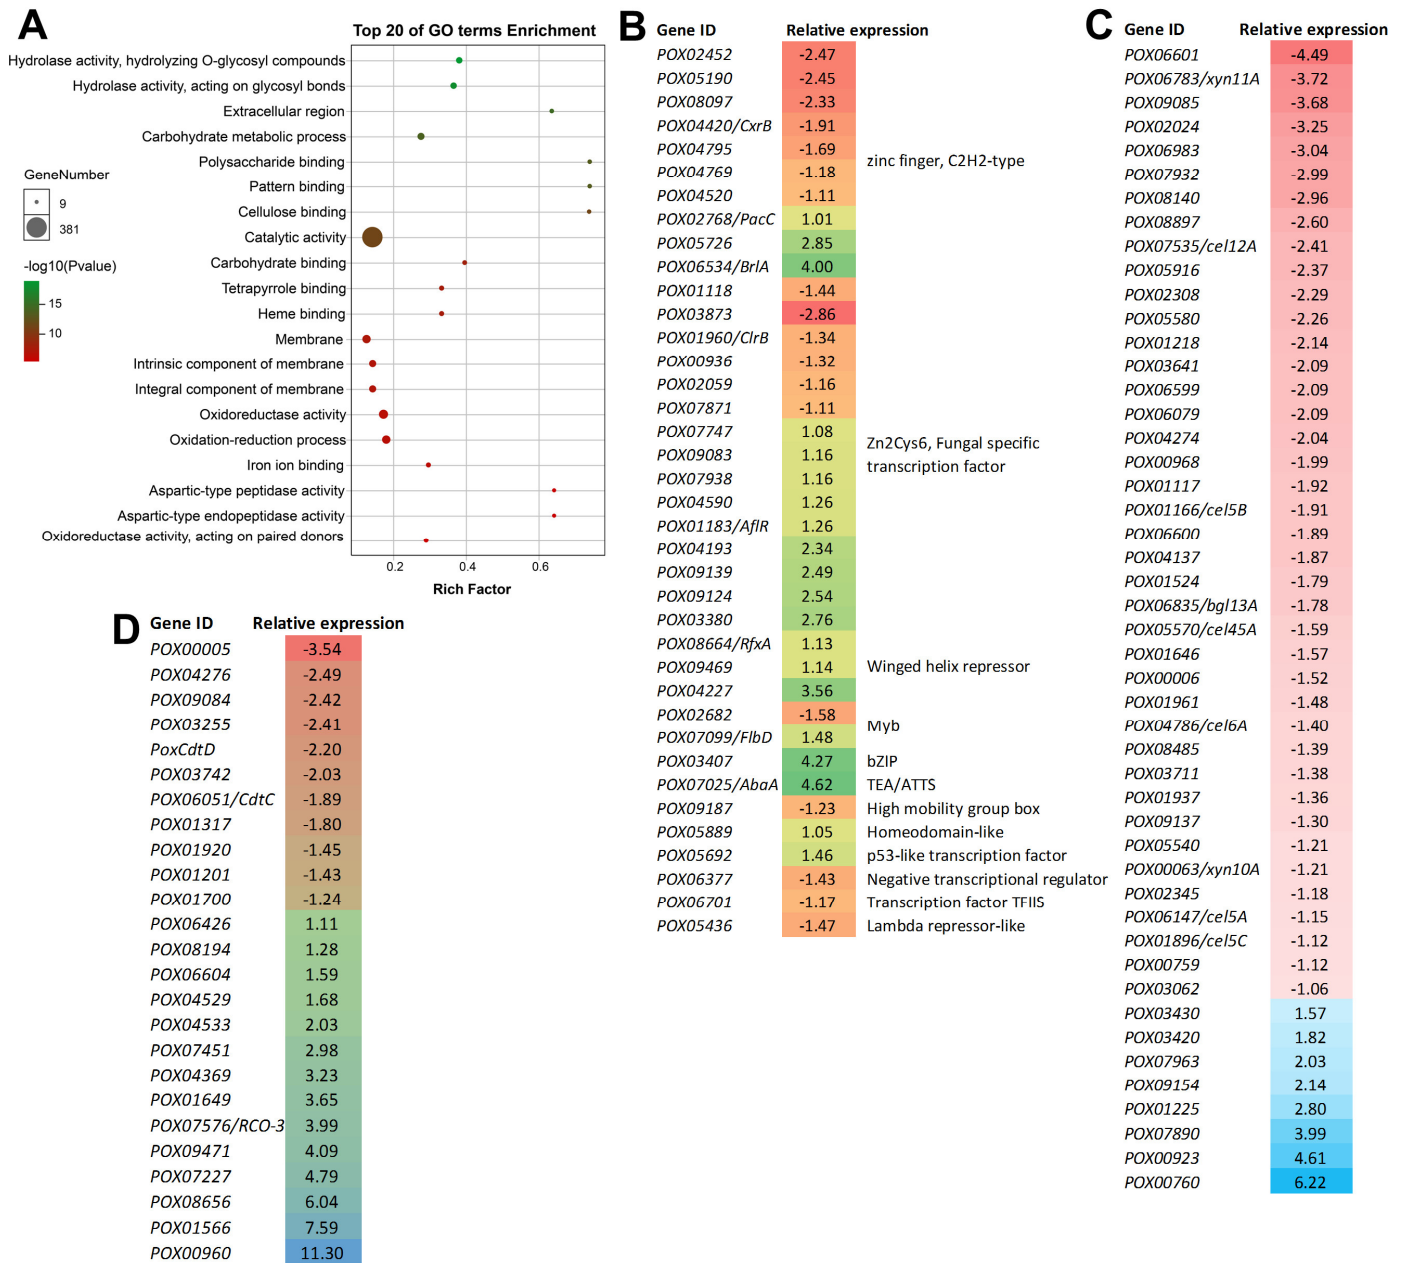 A
Top 20 of GO terms Enrichment
Hydrolase activity, hydrolyzing O-glycosyl compounds
Hydrolase activity, acting on glycosyl bonds
Extracellular region
Carbohydrate metabolic process
Polysaccharide binding
Pattern binding
Cellulose binding
Catalytic activity
Carbohydrate binding
Tetrapyrrole binding
Heme binding
Membrane
Intrinsic component of membrane
Integral component of membrane
Oxidoreductase activity
Oxidation-reduction process
Iron ion binding
Aspartic-type peptidase activity
Aspartic-type endopeptidase activity
Oxidoreductase activity, acting on paired donors
0.2 0.4 0.6
Rich Factor
GeneNumber
9
381
-log10(Pvalue)
15
10
B
Gene ID Relative expression
POX02452 -2.47
POX05190 -2.45
POX08097 -2.33
POX04420/CxrB -1.91
POX04795 -1.69
zinc finger, C2H2-type
POX04769 -1.18
POX04520 -1.11
POX02768/PacC 1.01
POX05726 2.85
POX06534/BrlA 4.00
POX01118 -1.44
POX03873 -2.86
POX01960/ClrB -1.34
POX00936 -1.32
POX02059 -1.16
POX07871 -1.11
POX07747 1.08
Zn2Cys6, Fungal specific
POX09083 1.16
transcription factor
POX07938 1.16
POX04590 1.26
POX01183/AflR 1.26
POX04193 2.34
POX09139 2.49
POX09124 2.54
POX03380 2.76
POX08664/RfxA 1.13
POX09469 1.14 Winged helix repressor
POX04227 3.56
POX02682 -1.58
Myb
POX07099/FlbD 1.48
POX03407 4.27 bZIP
POX07025/AbaA 4.62 TEA/ATTS
POX09187 -1.23 High mobility group box
POX05889 1.05 Homeodomain-like
POX05692 1.46 p53-like transcription factor
POX06377 -1.43 Negative transcriptional regulator
POX06701 -1.17 Transcription factor TFIIS
POX05436 -1.47 Lambda repressor-like
C
Gene ID Relative expression
POX06601 -4.49
POX06783/xyn11A -3.72
POX09085 -3.68
POX02024 -3.25
POX06983 -3.04
POX07932 -2.99
POX08140 -2.96
POX08897 -2.60
POX07535/cel12A -2.41
POX05916 -2.37
POX02308 -2.29
POX05580 -2.26
POX01218 -2.14
POX03641 -2.09
POX06599 -2.09
POX06079 -2.09
POX04274 -2.04
POX00968 -1.99
POX01117 -1.92
POX01166/cel5B -1.91
POX06600 -1.89
POX04137 -1.87
POX01524 -1.79
POX06835/bgl13A -1.78
POX05570/cel45A -1.59
POX01646 -1.57
POX00006 -1.52
POX01961 -1.48
POX04786/cel6A -1.40
POX08485 -1.39
POX03711 -1.38
POX01937 -1.36
POX09137 -1.30
POX05540 -1.21
POX00063/xyn10A -1.21
POX02345 -1.18
POX06147/cel5A -1.15
POX01896/cel5C -1.12
POX00759 -1.12
POX03062 -1.06
POX03430 1.57
POX03420 1.82
POX07963 2.03
POX09154 2.14
POX01225 2.80
POX07890 3.99
POX00923 4.61
POX00760 6.22
D
Gene ID Relative expression
POX00005 -3.54
POX04276 -2.49
POX09084 -2.42
POX03255 -2.41
PoxCdtD -2.20
POX03742 -2.03
POX06051/CdtC -1.89
POX01317 -1.80
POX01920 -1.45
POX01201 -1.43
POX01700 -1.24
POX06426 1.11
POX08194 1.28
POX06604 1.59
POX04529 1.68
POX04533 2.03
POX07451 2.98
POX04369 3.23
POX01649 3.65
POX07576/RCO-3 3.99
POX09471 4.09
POX07227 4.79
POX08656 6.04
POX01566 7.59
POX00960 11.30